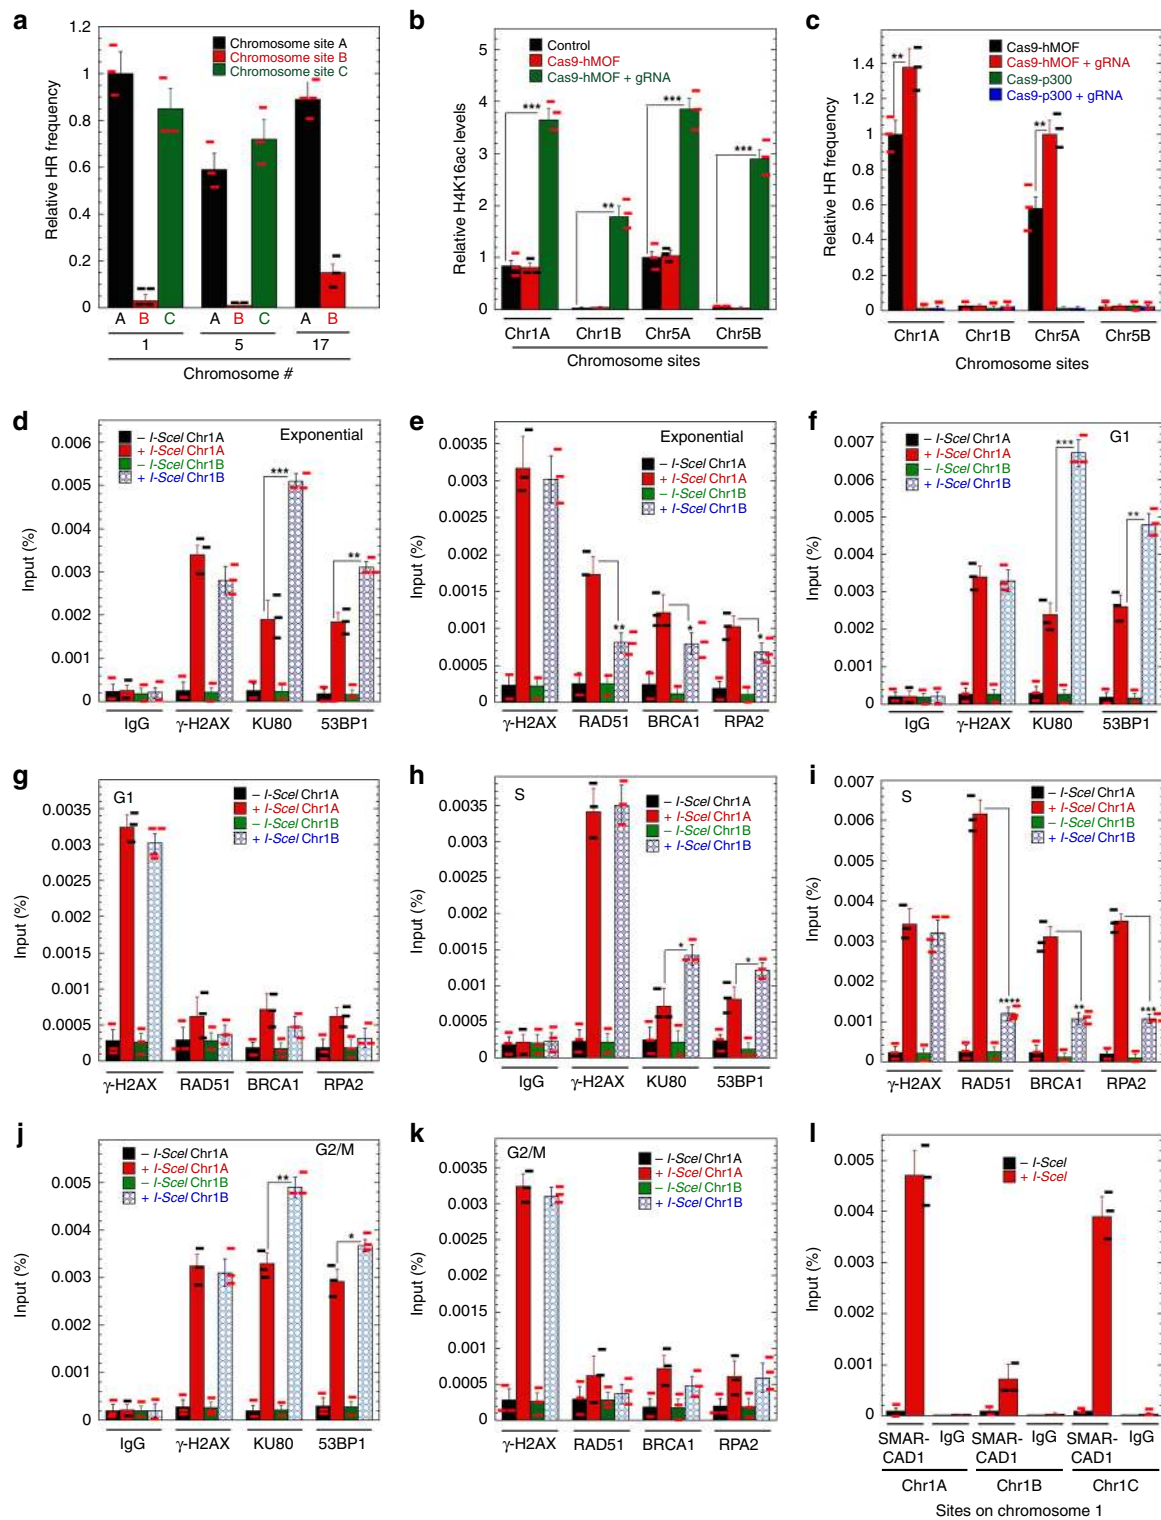 a
Relative HR frequency
1.2
1
0.8
0.6
0.4
0.2
0
Chromosome site A
Chromosome site B
Chromosome site C
A B C A B C A B
1 5 17
Chromosome #
b
Relative H4K16ac levels
5
4
3
2
1
0
Control
Cas9-hMOF
Cas9-hMOF + gRNA
*** ** *** ***
Chr1A Chr1B Chr5A Chr5B
Chromosome sites
c
Relative HR frequency
1.4
1.2
1
0.8
0.6
0.4
0.2
0
Cas9-hMOF
Cas9-hMOF + gRNA
Cas9-p300
Cas9-p300 + gRNA
** **
Chr1A Chr1B Chr5A Chr5B
Chromosome sites
d
Input (%)
0.006
0.005
0.004
0.003
0.002
0.001
0
– I-SceI Chr1A
+ I-SceI Chr1A
– I-SceI Chr1B
+ I-SceI Chr1B
Exponential
*** **
IgG γ-H2AX KU80 53BP1
e
Input (%)
0.0035
0.003
0.0025
0.002
0.0015
0.001
0.0005
0
Exponential
– I-SceI Chr1A
+ I-SceI Chr1A
– I-SceI Chr1B
+ I-SceI Chr1B
** * *
γ-H2AX RAD51 BRCA1 RPA2
f
Input (%)
0.007
0.006
0.005
0.004
0.003
0.002
0.001
0
– I-SceI Chr1A
+ I-SceI Chr1A
– I-SceI Chr1B
+ I-SceI Chr1B
G1
*** **
IgG γ-H2AX KU80 53BP1
g
Input (%)
0.0035
0.003
0.0025
0.002
0.0015
0.001
0.0005
0
G1
– I-SceI Chr1A
+ I-SceI Chr1A
– I-SceI Chr1B
+ I-SceI Chr1B
γ-H2AX RAD51 BRCA1 RPA2
h
Input (%)
0.0035
0.003
0.0025
0.002
0.0015
0.001
0.0005
0
S
– I-SceI Chr1A
+ I-SceI Chr1A
– I-SceI Chr1B
+ I-SceI Chr1B
* *
IgG γ-H2AX KU80 53BP1
i
Input (%)
0.007
0.006
0.005
0.004
0.003
0.002
0.001
0
S
– I-SceI Chr1A
+ I-SceI Chr1A
– I-SceI Chr1B
+ I-SceI Chr1B
**** ** ***
γ-H2AX RAD51 BRCA1 RPA2
j
Input (%)
0.006
0.005
0.004
0.003
0.002
0.001
0
– I-SceI Chr1A
+ I-SceI Chr1A
– I-SceI Chr1B
+ I-SceI Chr1B
G2/M
** *
IgG γ-H2AX KU80 53BP1
k
Input (%)
0.0035
0.003
0.0025
0.002
0.0015
0.001
0.0005
0
G2/M
– I-SceI Chr1A
+ I-SceI Chr1A
– I-SceI Chr1B
+ I-SceI Chr1B
γ-H2AX RAD51 BRCA1 RPA2
l
Input (%)
0.005
0.004
0.003
0.002
0.001
0
– I-SceI
+ I-SceI
SMAR- IgG SMAR- IgG SMAR- IgG
CAD1 CAD1 CAD1
Chr1A Chr1B Chr1C
Sites on chromosome 1